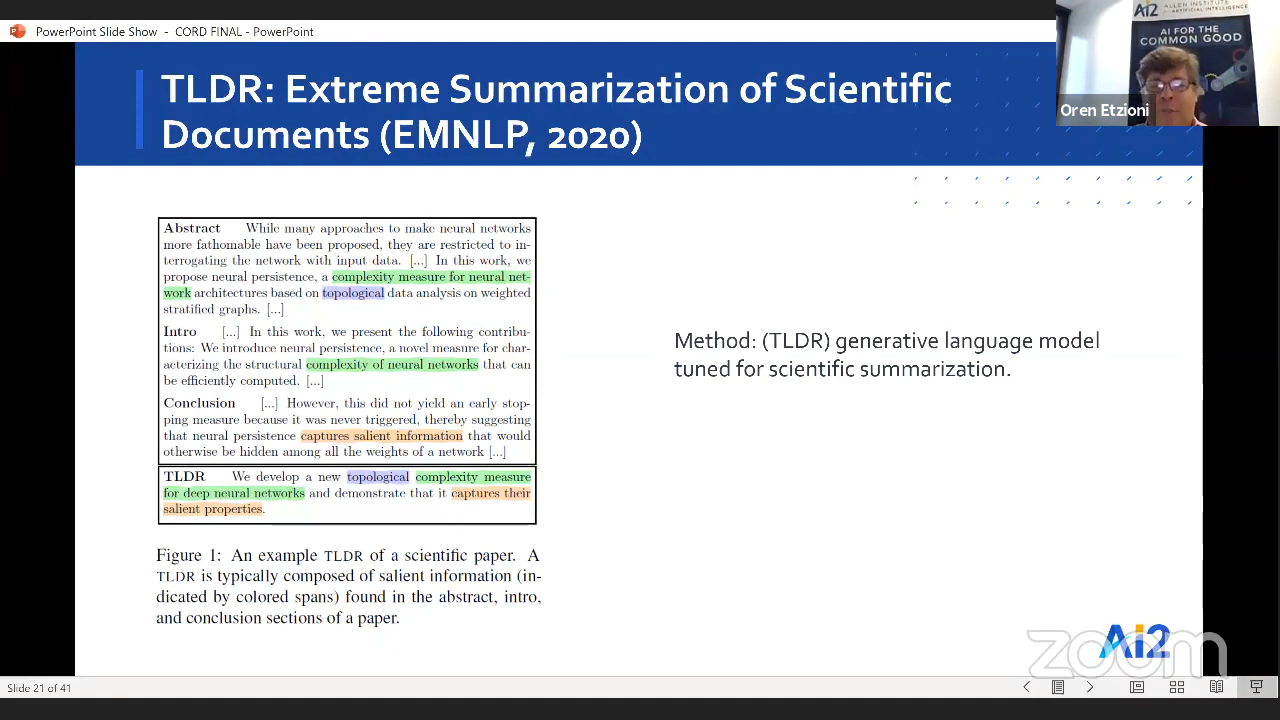 PowerPoint Slide Show - CORD FINAL - PowerPoint
Ai2 ALLEN INSTITUTE
for ARTIFICIAL INTELLIGENCE
AI FOR THE
COMMON GOOD
Oren Etzioni
TLDR: Extreme Summarization of Scientific
Documents (EMNLP, 2020)
Abstract While many approaches to make neural networks
more fathomable have been proposed, they are restricted to in-
terrogating the network with input data. [...] In this work, we
propose neural persistence, a complexity measure for neural net-
work architectures based on topological data analysis on weighted
stratified graphs. [...]
Intro [...] In this work, we present the following contribu-
tions: We introduce neural persistence, a novel measure for char-
acterizing the structural complexity of neural networks that can
be efficiently computed. [...]
Conclusion [...] However, this did not yield an early stop-
ping measure because it was never triggered, thereby suggesting
that neural persistence captures salient information that would
otherwise be hidden among all the weights of a network [...]
TLDR We develop a new topological complexity measure
for deep neural networks and demonstrate that it captures their
salient properties.
Figure 1: An example TLDR of a scientific paper. A
TLDR is typically composed of salient information (in-
dicated by colored spans) found in the abstract, intro,
and conclusion sections of a paper.
Method: (TLDR) generative language model
tuned for scientific summarization.
Ai2
zoom
Slide 21 of 41